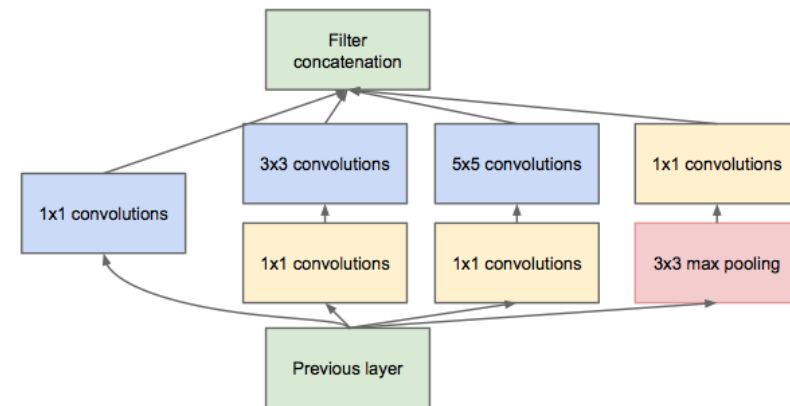 Filter
concatenation
3x3 convolutions
5x5 convolutions
1x1 convolutions
1x1 convolutions
1x1 convolutions
1x1 convolutions
3x3 max pooling
Previous layer